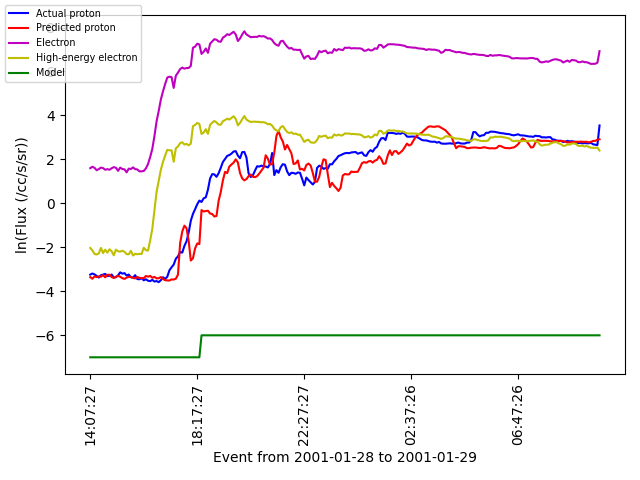 Actual proton
Predicted proton
Electron
High-energy electron
Model
4
2
0
−2
−4
−6
ln(Flux (/cc/s/sr))
14:07:27
18:17:27
22:27:27
02:37:26
06:47:26
Event from 2001-01-28 to 2001-01-29